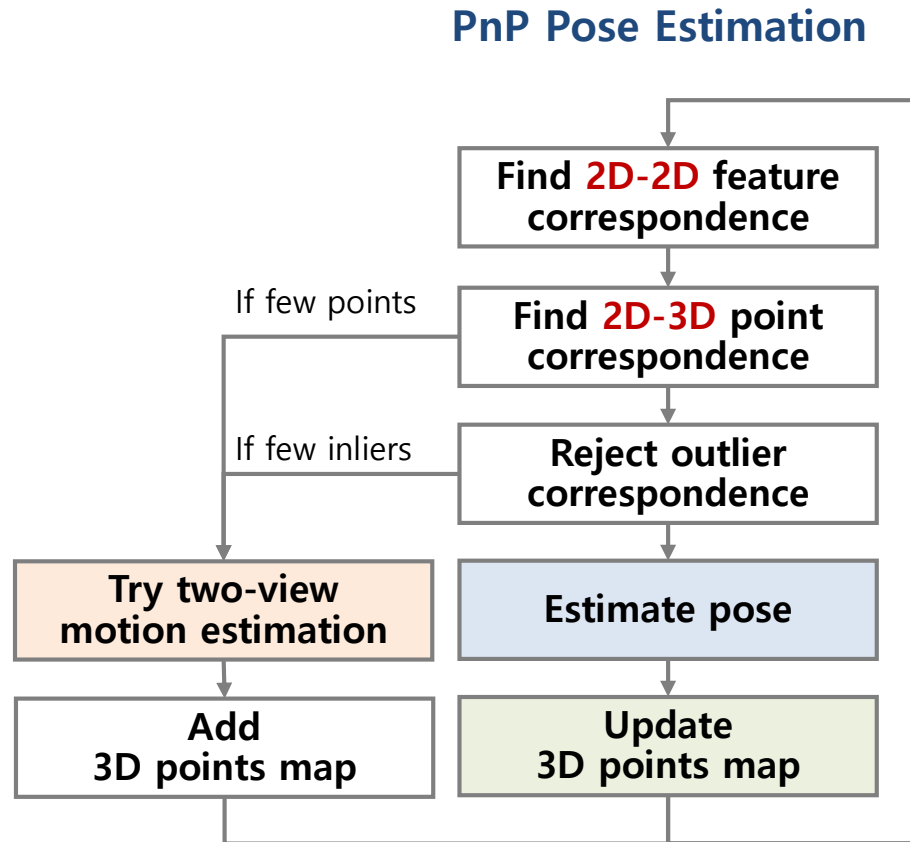 PnP Pose Estimation
Find 2D-2D feature
correspondence
If few points
Find 2D-3D point
correspondence
If few inliers
Reject outlier
correspondence
Try two-view
motion estimation
Estimate pose
Add
3D points map
Update
3D points map